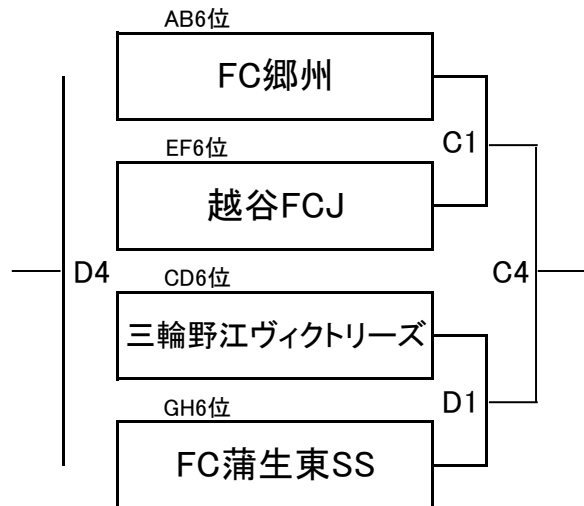 AB6位
FC郷州
C1
EF6位
越谷FCJ
D4
C4
CD6位
三輪野江ヴィクトリーズ
D1
GH6位
FC蒲生東SS